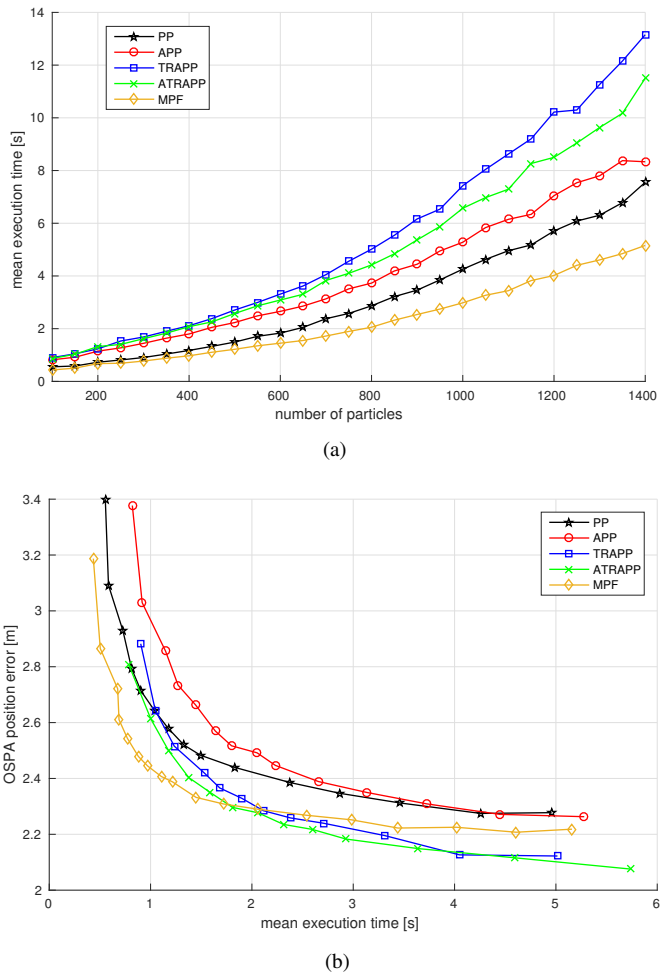 14
12
10
8
6
4
2
0
mean execution time [s]
PP
APP
TRAPP
ATRAPP
MPF
200 400 600 800 1000 1200 1400
number of particles
(a)
3.4
3.2
3
2.8
2.6
2.4
2.2
2
OSPA position error [m]
PP
APP
TRAPP
ATRAPP
MPF
0 1 2 3 4 5 6
mean execution time [s]
(b)